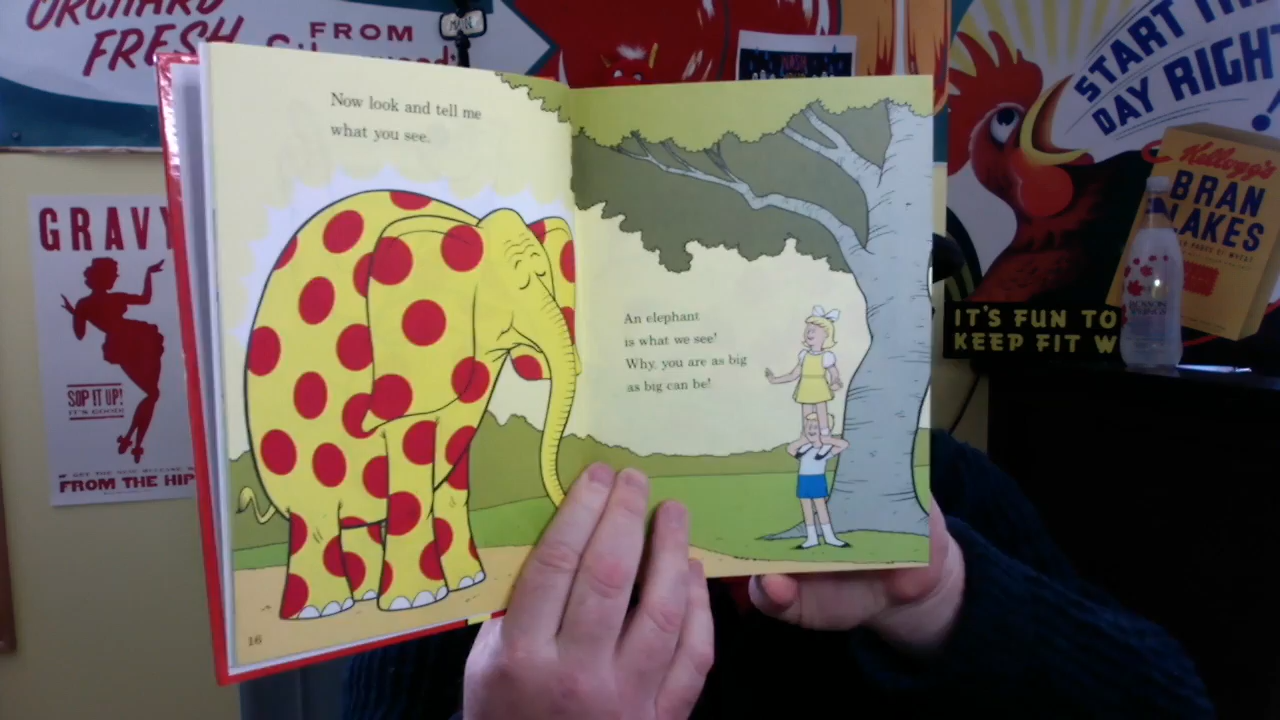 ORCHARD
FRESH
FROM
GRAVY
SOP IT UP!
IT'S GOOD!
FROM THE HIP
Now look and tell me
what you see.
16
An elephant
is what we see!
Why, you are as big
as big can be!
START THE
DAY RIGHT
!
Kellogg's
BRAN
FLAKES
IT'S FUN TO
KEEP FIT W